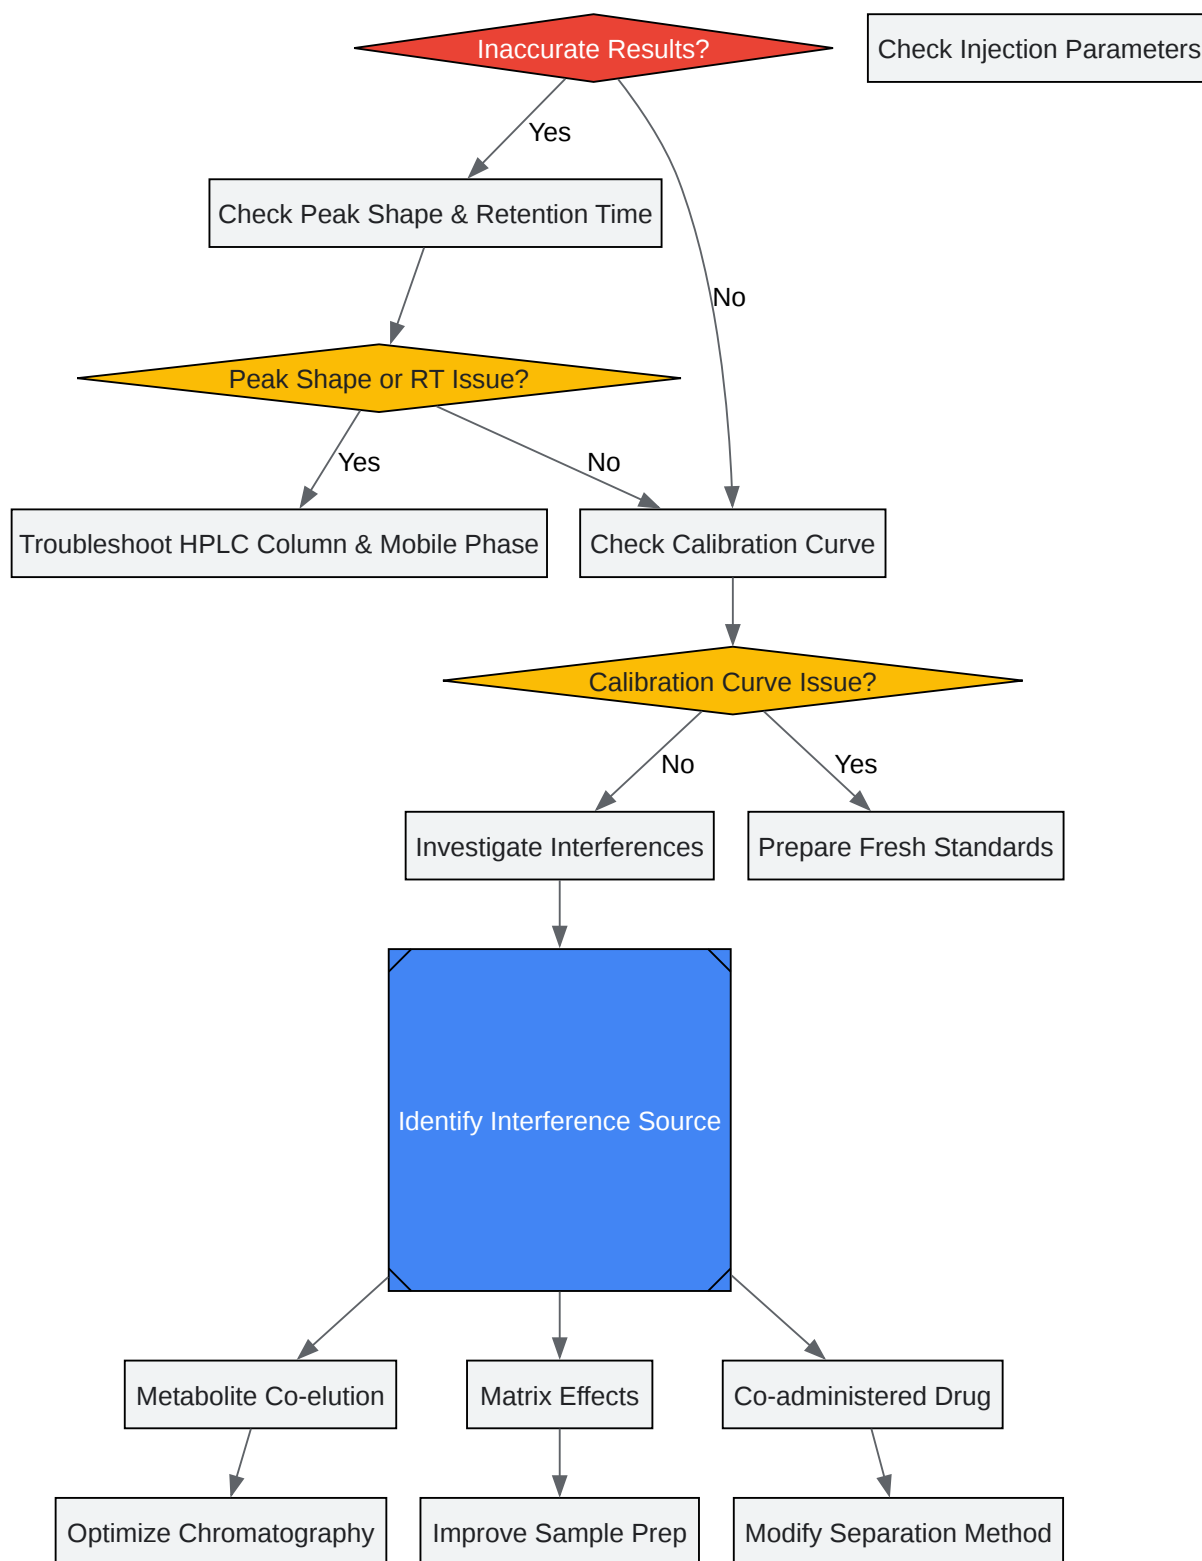 Inaccurate Results?
Check Injection Parameters
Yes
Check Peak Shape & Retention Time
No
Peak Shape or RT Issue?
Yes
No
Troubleshoot HPLC Column & Mobile Phase
Check Calibration Curve
Calibration Curve Issue?
No
Yes
Investigate Interferences
Prepare Fresh Standards
Identify Interference Source
Metabolite Co-elution
Matrix Effects
Co-administered Drug
Optimize Chromatography
Improve Sample Prep
Modify Separation Method